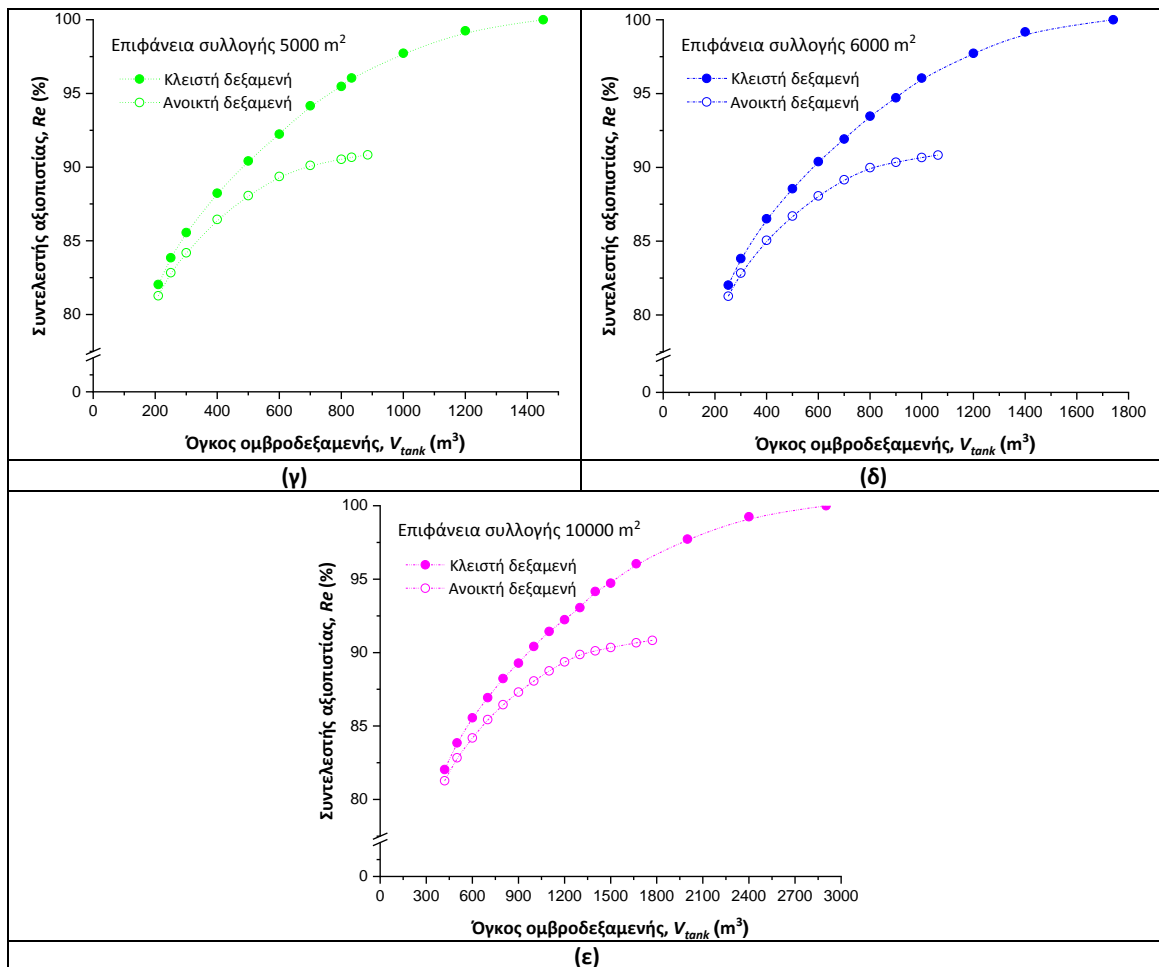 100
95
90
85
80
0
Συντελεστής αξιοπιστίας, Re (%)
Επιφάνεια συλλογής 5000 m²
Κλειστή δεξαμενή
Ανοικτή δεξαμενή
0 200 400 600 800 1000 1200 1400
Όγκος ομβροδεξαμενής, V_tank (m³)
(γ)
100
95
90
85
80
0
Συντελεστής αξιοπιστίας, Re (%)
Επιφάνεια συλλογής 6000 m²
Κλειστή δεξαμενή
Ανοικτή δεξαμενή
0 200 400 600 800 1000 1200 1400 1600 1800
Όγκος ομβροδεξαμενής, V_tank (m³)
(δ)
100
95
90
85
80
0
Συντελεστής αξιοπιστίας, Re (%)
Επιφάνεια συλλογής 10000 m²
Κλειστή δεξαμενή
Ανοικτή δεξαμενή
0 300 600 900 1200 1500 1800 2100 2400 2700 3000
Όγκος ομβροδεξαμενής, V_tank (m³)
(ε)